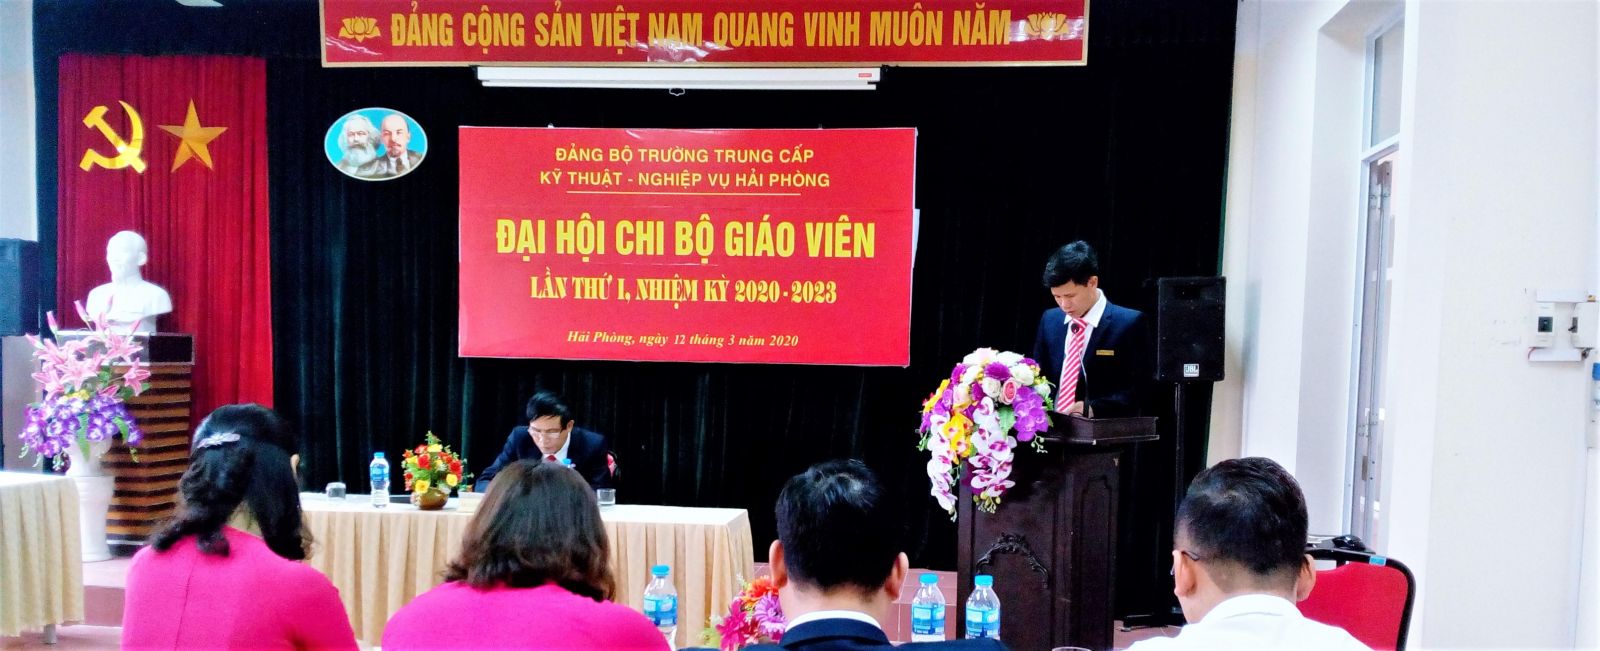 ĐẢNG CỘNG SẢN VIỆT NAM QUANG VINH MUÔN NĂM
ĐẢNG BỘ TRƯỜNG TRUNG CẤP
KỸ THUẬT - NGHIỆP VỤ HẢI PHÒNG
ĐẠI HỘI CHI BỘ GIÁO VIÊN
LẦN THỨ I, NHIỆM KỲ 2020 - 2023
Hải Phòng, ngày 12 tháng 3 năm 2020
JBL